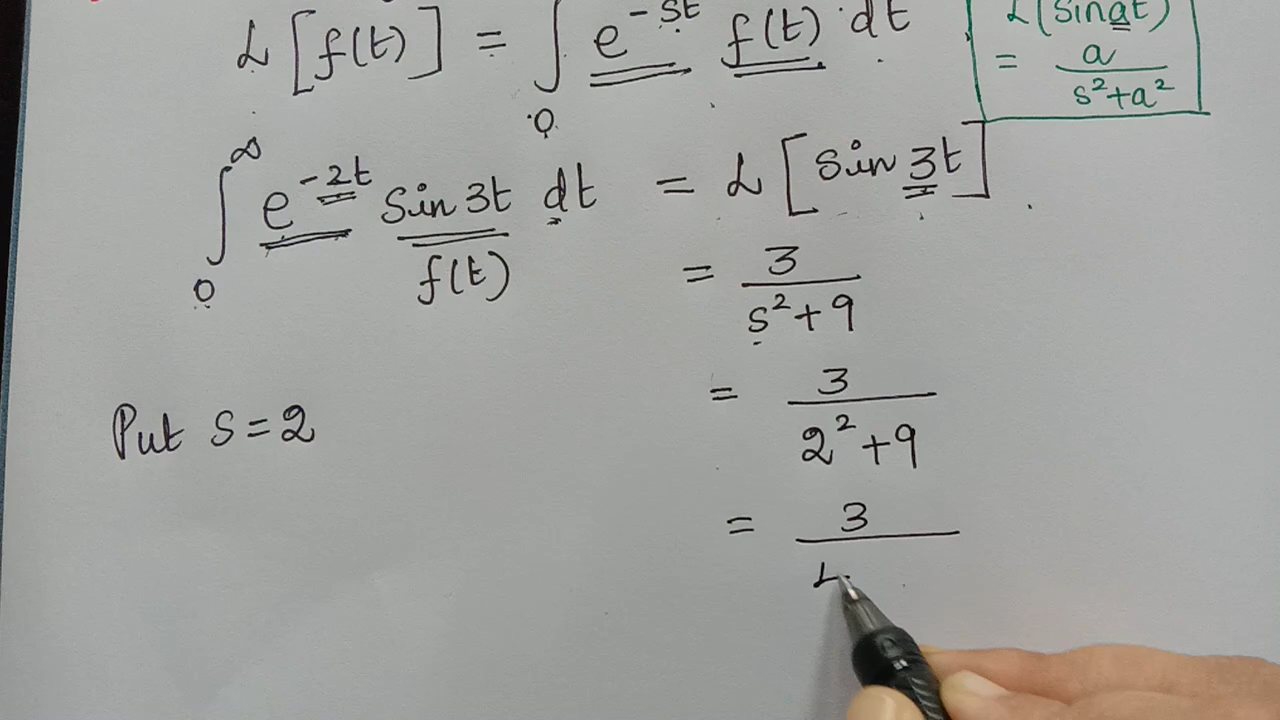 L[f(t)] = ∫₀ e^{-st} f(t) dt
L(sin at) = a / (s²+a²)
∫₀^∞ e^{-2t} Sin 3t dt = L[Sin 3t]
f(t)
= 3 / (s²+9)
Put S=2
= 3 / (2²+9)
= 3 /